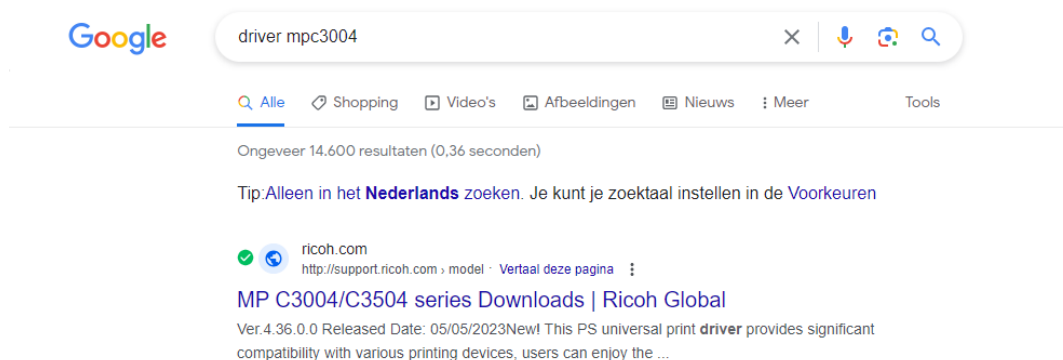 Google
driver mpc3004
Alle Shopping Video's Afbeeldingen Nieuws Meer Tools
Ongeveer 14.600 resultaten (0,36 seconden)
Tip:Alleen in het Nederlands zoeken. Je kunt je zoektaal instellen in de Voorkeuren
ricoh.com
http://support.ricoh.com › model · Vertaal deze pagina
MP C3004/C3504 series Downloads | Ricoh Global
Ver.4.36.0.0 Released Date: 05/05/2023New! This PS universal print driver provides significant
compatibility with various printing devices, users can enjoy the ...